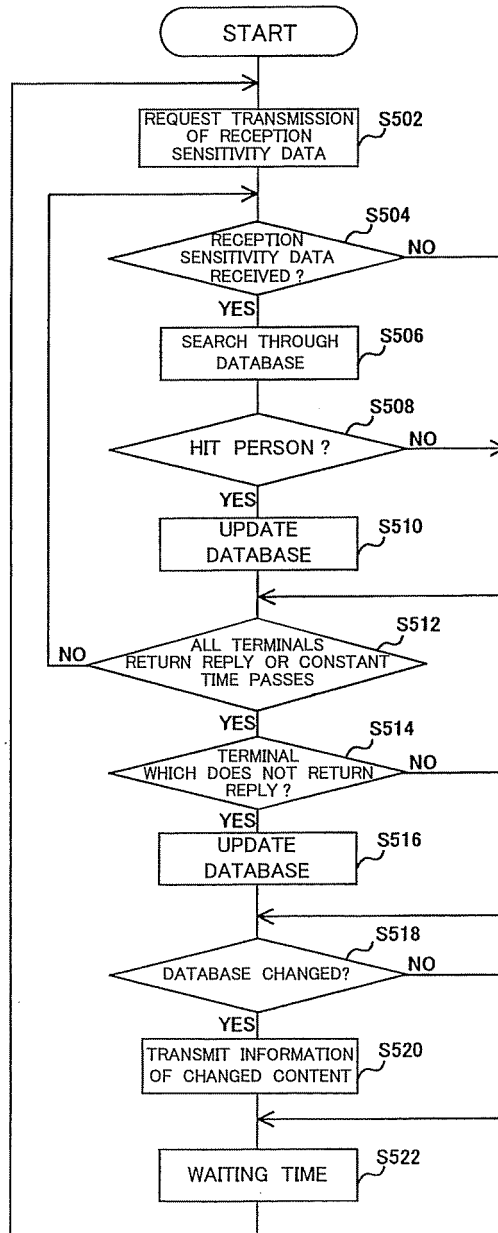 START
REQUEST TRANSMISSION
OF RECEPTION
SENSITIVITY DATA
S502
RECEPTION
SENSITIVITY DATA
RECEIVED?
S504
NO
YES
SEARCH THROUGH
DATABASE
S506
HIT PERSON?
S508
NO
YES
UPDATE
DATABASE
S510
ALL TERMINALS
RETURN REPLY OR CONSTANT
TIME PASSES
S512
NO
YES
TERMINAL
WHICH DOES NOT RETURN
REPLY?
S514
NO
YES
UPDATE
DATABASE
S516
DATABASE CHANGED?
S518
NO
YES
TRANSMIT INFORMATION
OF CHANGED CONTENT
S520
WAITING TIME
S522